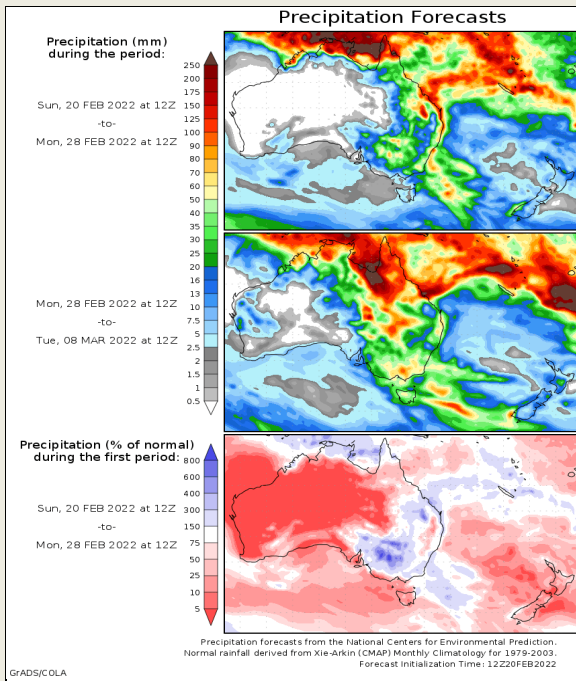 Precipitation Forecasts
Precipitation (mm)
during the period:
Sun, 20 FEB 2022 at 12Z
-to-
Mon, 28 FEB 2022 at 12Z
250
200
175
150
125
100
90
80
70
60
50
40
35
30
25
20
16
13
10
7.5
5
2.5
2
1.5
1
0.5
Mon, 28 FEB 2022 at 12Z
-to-
Tue, 08 MAR 2022 at 12Z
Precipitation (% of normal)
during the first period:
Sun, 20 FEB 2022 at 12Z
-to-
Mon, 28 FEB 2022 at 12Z
800
600
400
300
150
75
50
25
10
5
Precipitation forecasts from the National Centers for Environmental Prediction.
Normal rainfall derived from Xie-Arkin (CMAP) Monthly Climatology for 1979-2003.
Forecast Initialization Time: 12Z20FEB2022
GrADS/COLA